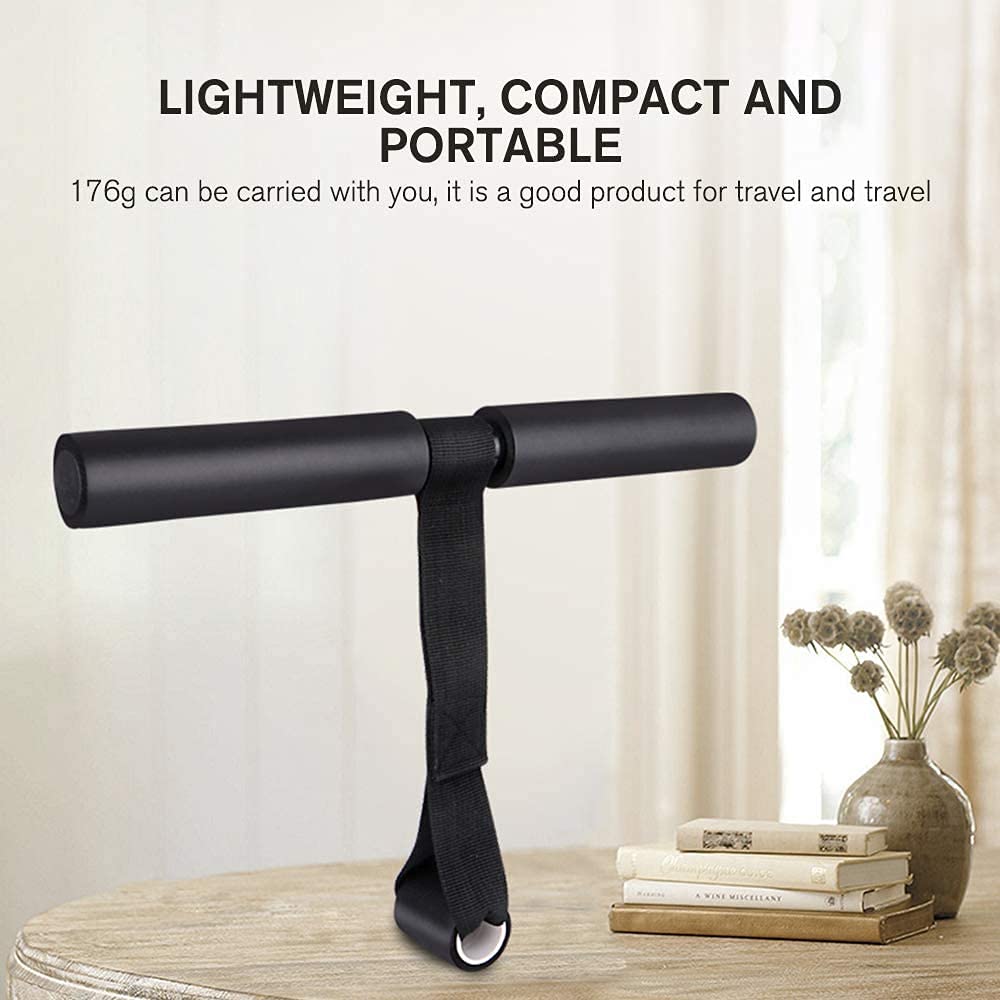 LIGHTWEIGHT, COMPACT AND
PORTABLE
176g can be carried with you, it is a good product for travel and travel
Champagne
A WINE MISCELLANY